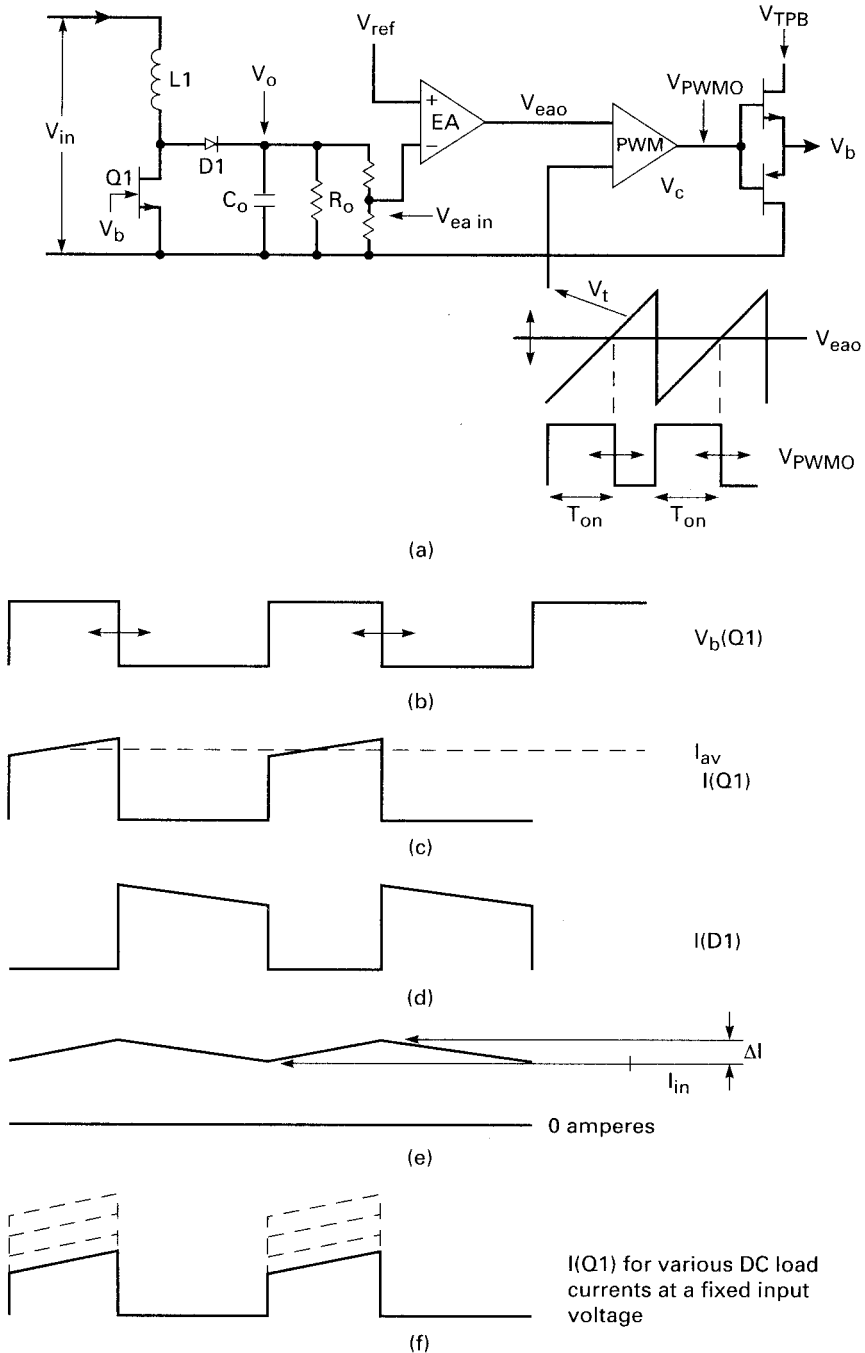 V_ref
V_TPB
L1
V_o
V_PWMO
V_in
+
EA
−
V_eao
PWM
V_b
D1
Q1
C_o
R_o
V_c
V_b
V_ea in
V_t
V_eao
V_PWMO
T_on
T_on
(a)
V_b(Q1)
(b)
I_av
I(Q1)
(c)
I(D1)
(d)
ΔI
I_in
0 amperes
(e)
I(Q1) for various DC load
currents at a fixed input
voltage
(f)